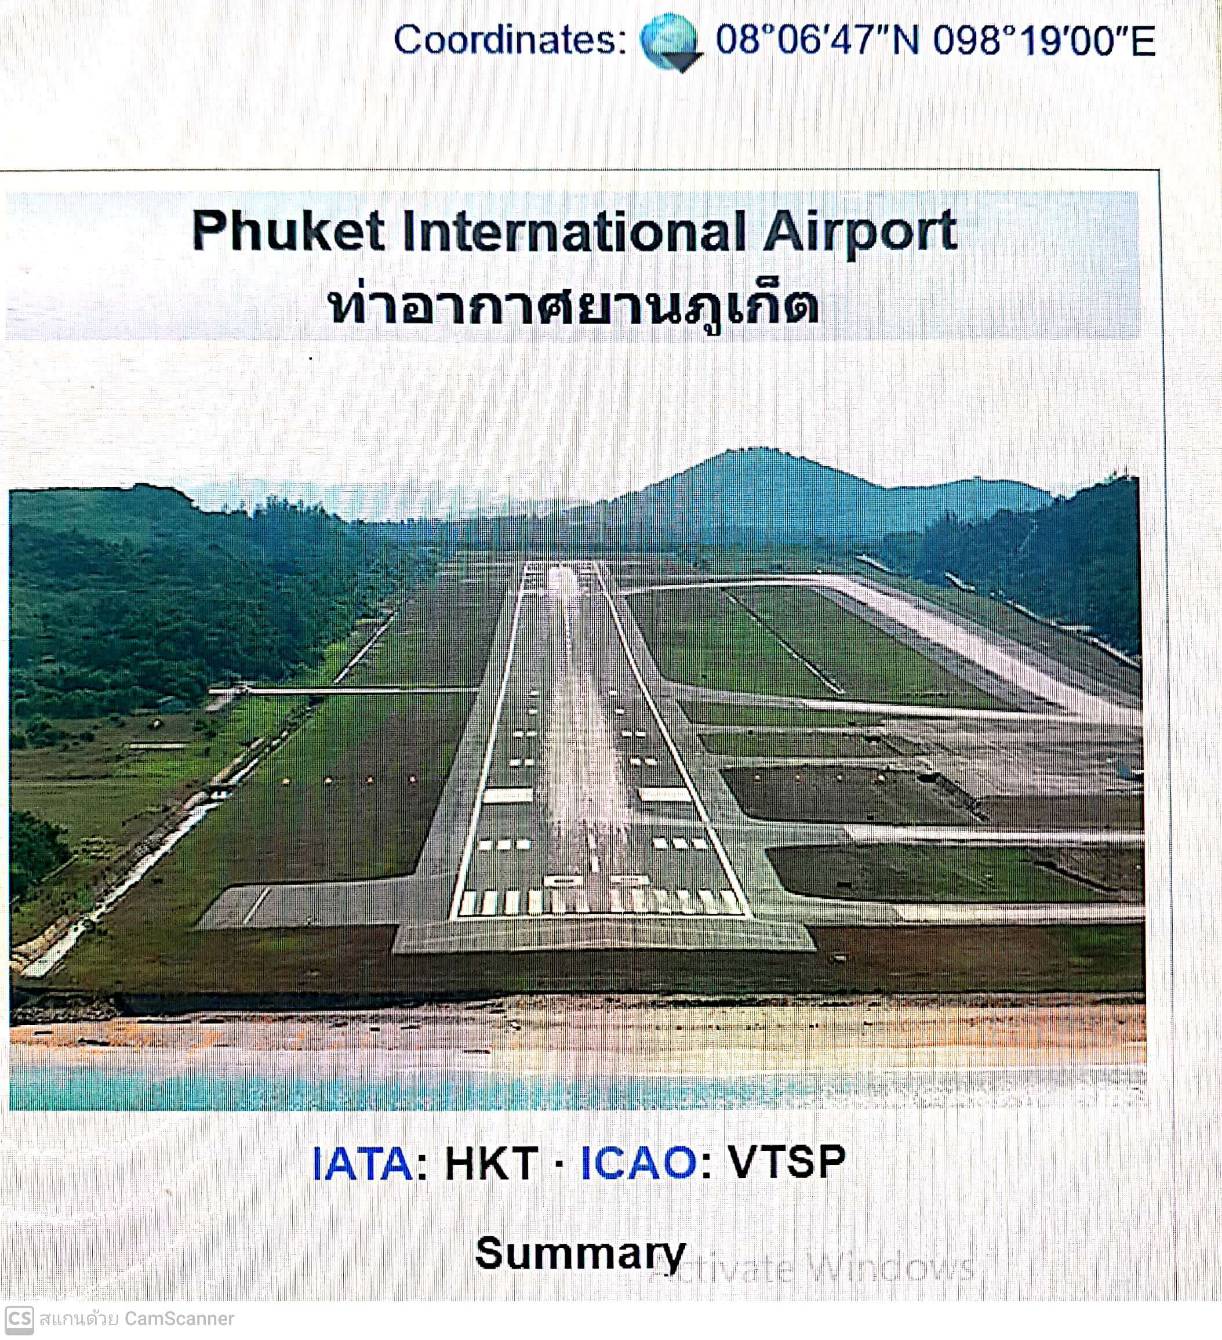 Coordinates: 08°06′47″N 098°19′00″E
Phuket International Airport
ท่าอากาศยานภูเก็ต
09
IATA: HKT · ICAO: VTSP
Summary
Activate Windows
CS สแกนด้วย CamScanner